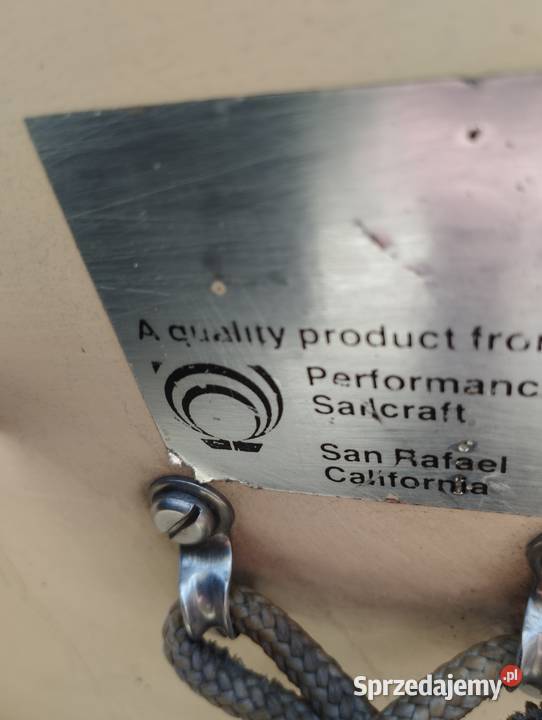 A quality product fro
Performanc
Sailcraft
San Rafael
California
Sprzedajemy.pl